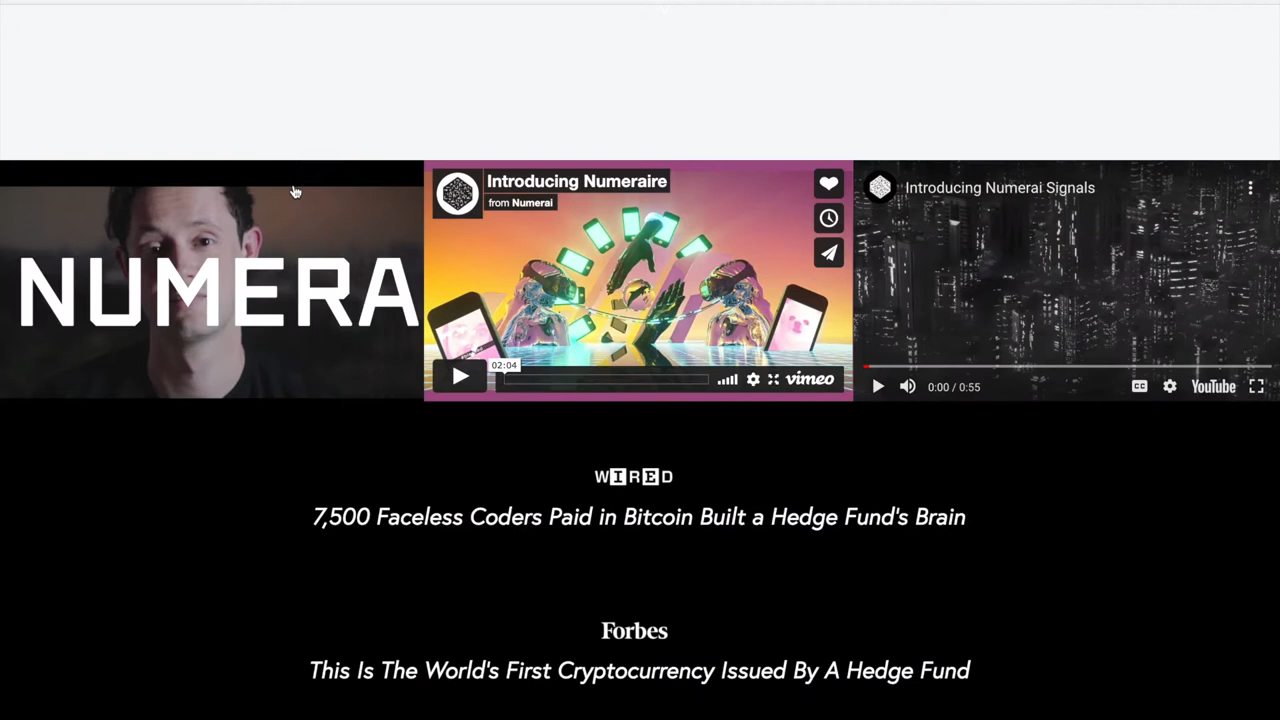 NUMERA
Introducing Numeraire
from Numerai
02:04
vimeo
Introducing Numerai Signals
0:00 / 0:55
CC
YouTube
WIRED
7,500 Faceless Coders Paid in Bitcoin Built a Hedge Fund's Brain
Forbes
This Is The World's First Cryptocurrency Issued By A Hedge Fund